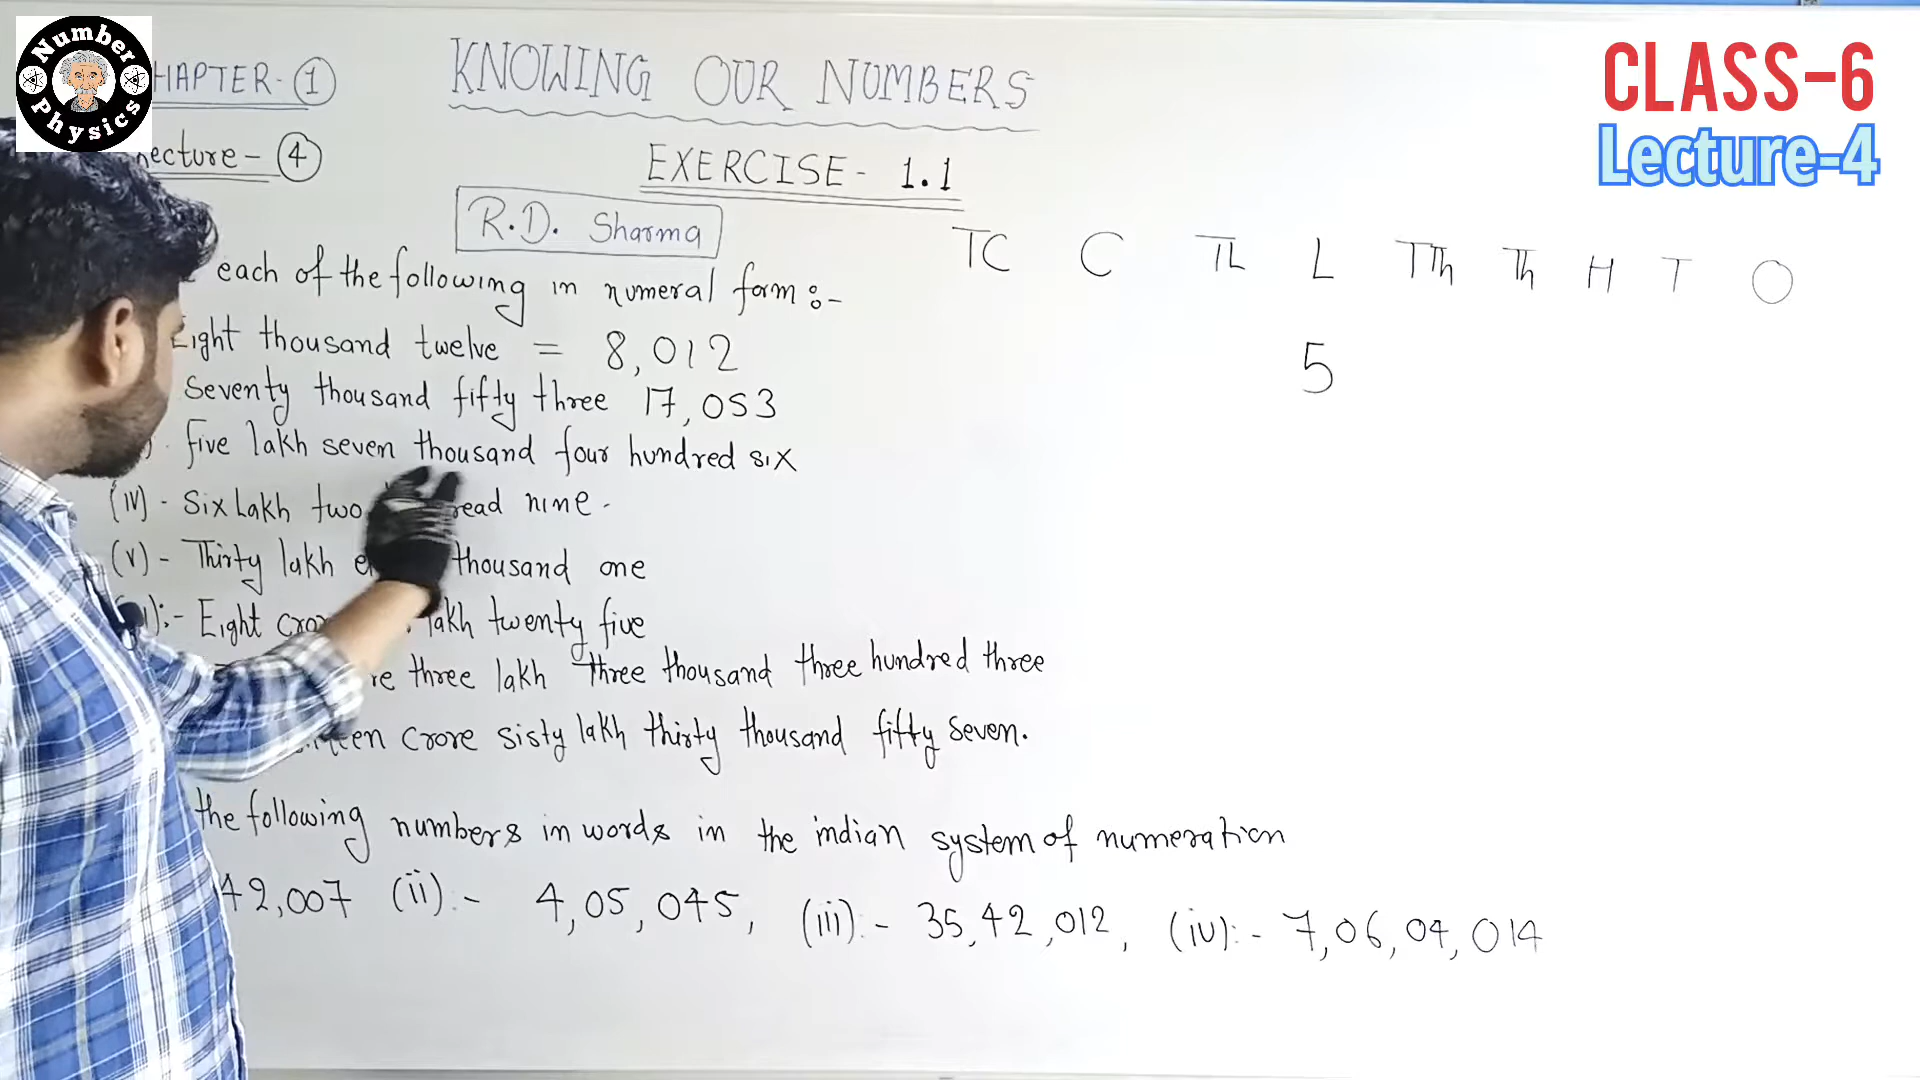 Number Physics
CLASS-6
Lecture-4
HAPTER- 1
KNOWING OUR NUMBERS
ecture- 4
EXERCISE- 1.1
R.D. Sharma
TC C TL L TTh Th H T O
5
each of the following in numeral form :-
Eight thousand twelve = 8,012
Seventy thousand fifty three 17,053
five lakh seven thousand four hundred six
(iv) - Six Lakh two nine -
(v) - Thirty lakh thousand one
Eight lakh twenty five
three lakh three thousand three hundred three
crore sisty lakh thirty thousand fifty seven.
the following numbers in words in the indian system of numeration
42,007 (ii):- 4,05,045, (iii):- 35,42,012, (iv):- 7,06,04,014